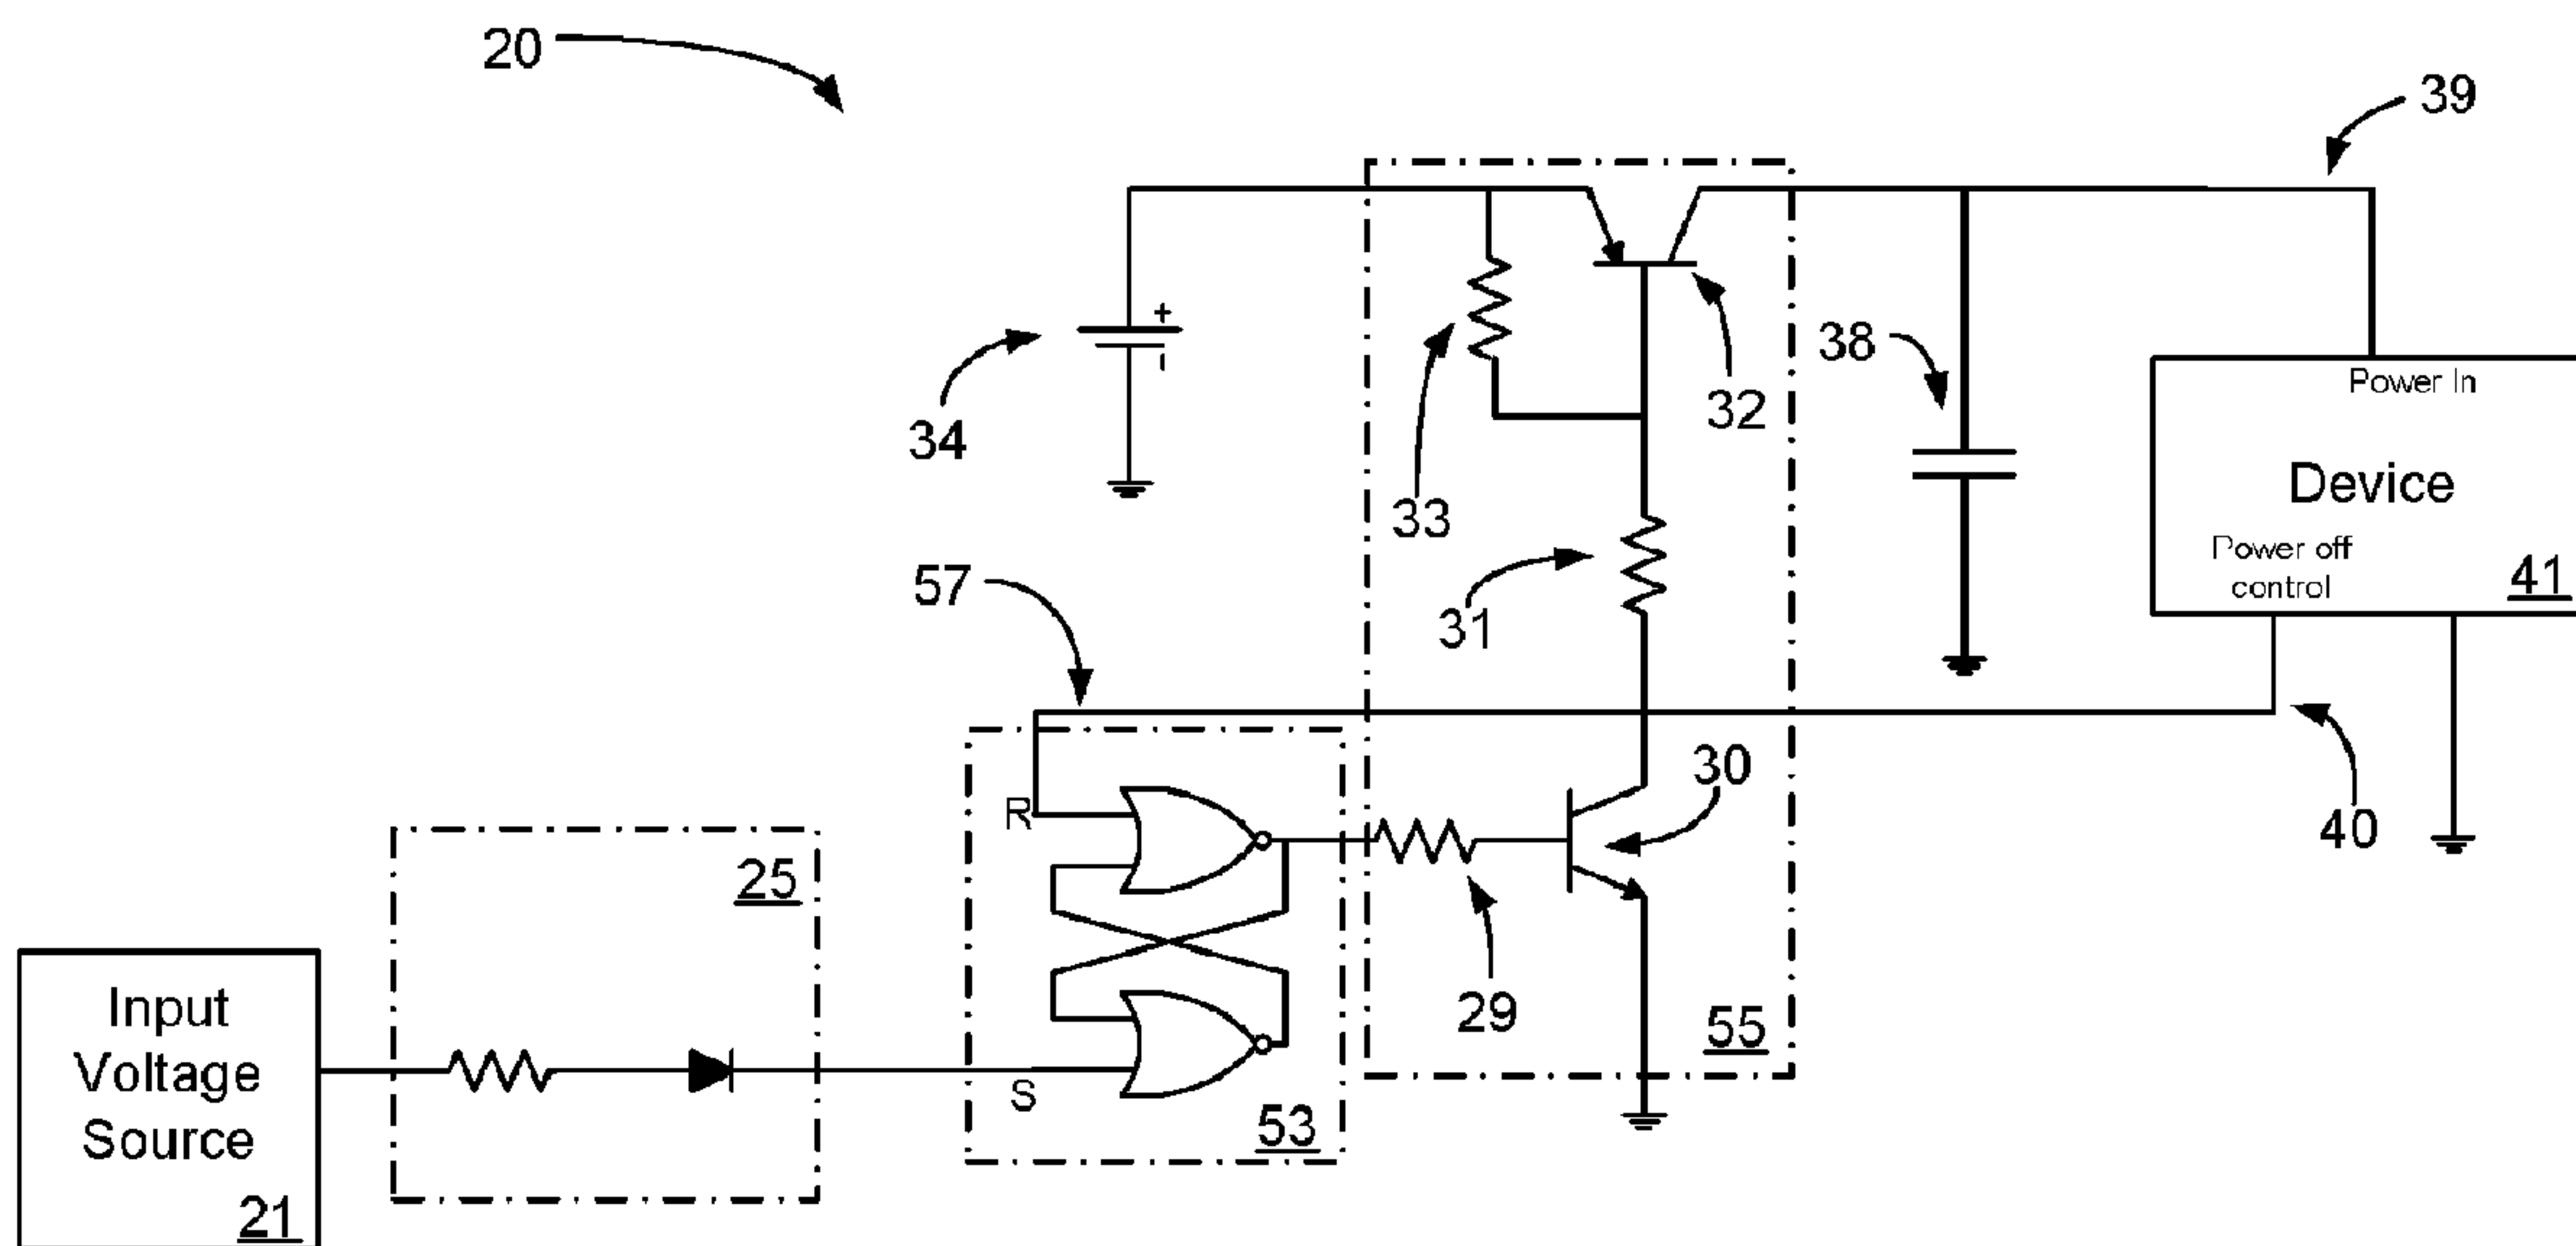 20
39
+
34
33
32
38
Power In
Device
Power off
control
41
31
57
40
R
30
25
29
Input
Voltage
Source
21
S
53
55